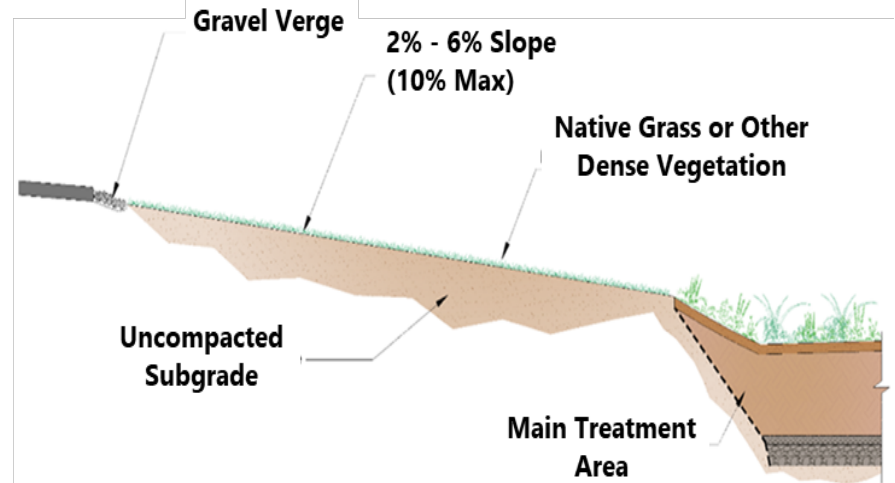 Gravel Verge
2% - 6% Slope
(10% Max)
Native Grass or Other
Dense Vegetation
Uncompacted
Subgrade
Main Treatment
Area